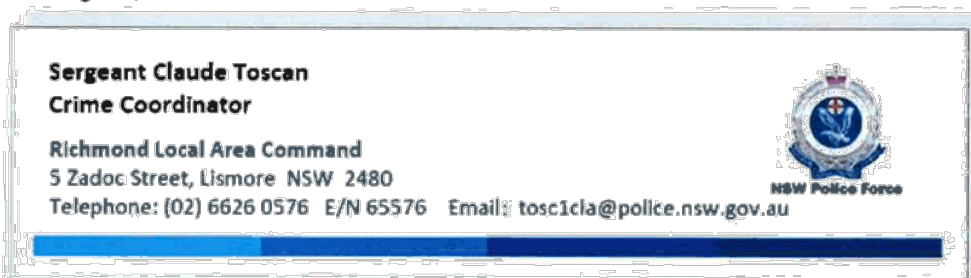 Sergeant Claude Toscan
Crime Coordinator
Richmond Local Area Command
5 Zadoc Street, Lismore NSW 2480
Telephone: (02) 6626 0576 E/N 65576 Email: tosc1cla@police.nsw.gov.au
NSW Police Force